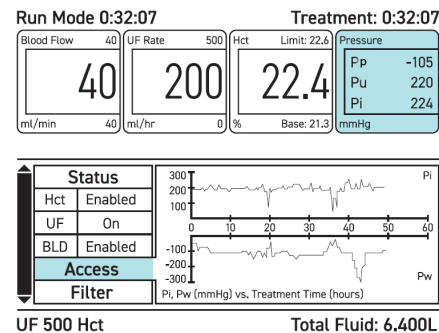 Run Mode 0:32:07 Treatment: 0:32:07
Blood Flow 40 UF Rate 500 Hct Limit: 22.6 Pressure
40 200 22.4
Pp -105
Pu 220
Pi 224
ml/min 40 ml/hr 0 % Base: 21.3 mmHg
Status
Hct Enabled
UF On
BLD Enabled
Access
Filter
300 Pi
200
100
0 10 20 30 40 50 60
-100
-200
-300 Pw
Pi, Pw (mmHg) vs. Treatment Time (hours)
UF 500 Hct Total Fluid: 6,400L